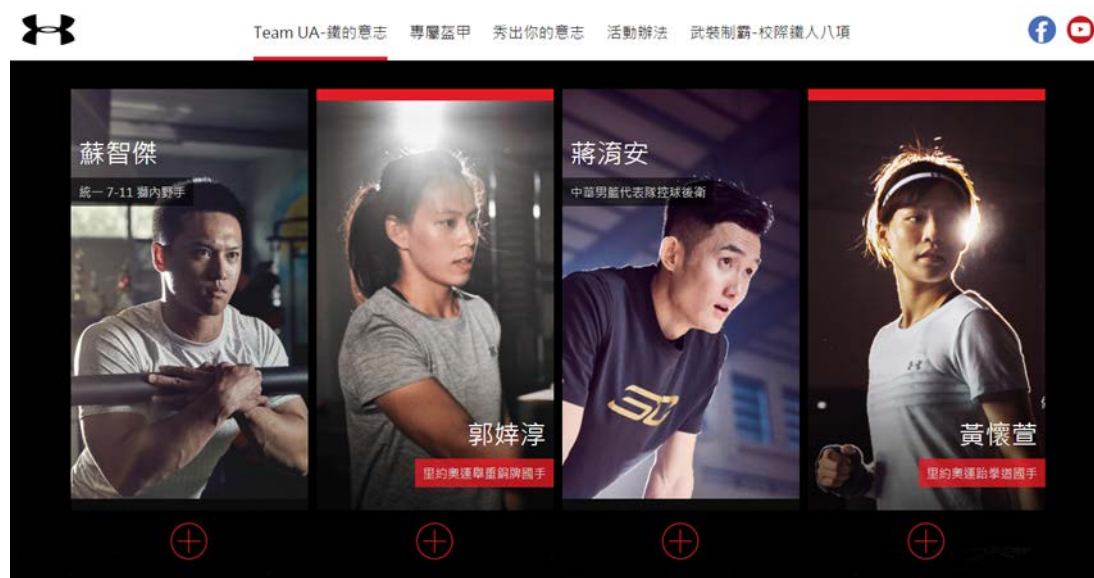 Team UA-鐵的意志
專屬盔甲
秀出你的意志
活動辦法
武裝制霸-校際鐵人八項
蘇智傑
統一 7-11 獅內野手
郭婞淳
里約奧運舉重銅牌國手
蔣淯安
中華男籃代表隊控球後衛
30
黃懷萱
里約奧運跆拳道國手